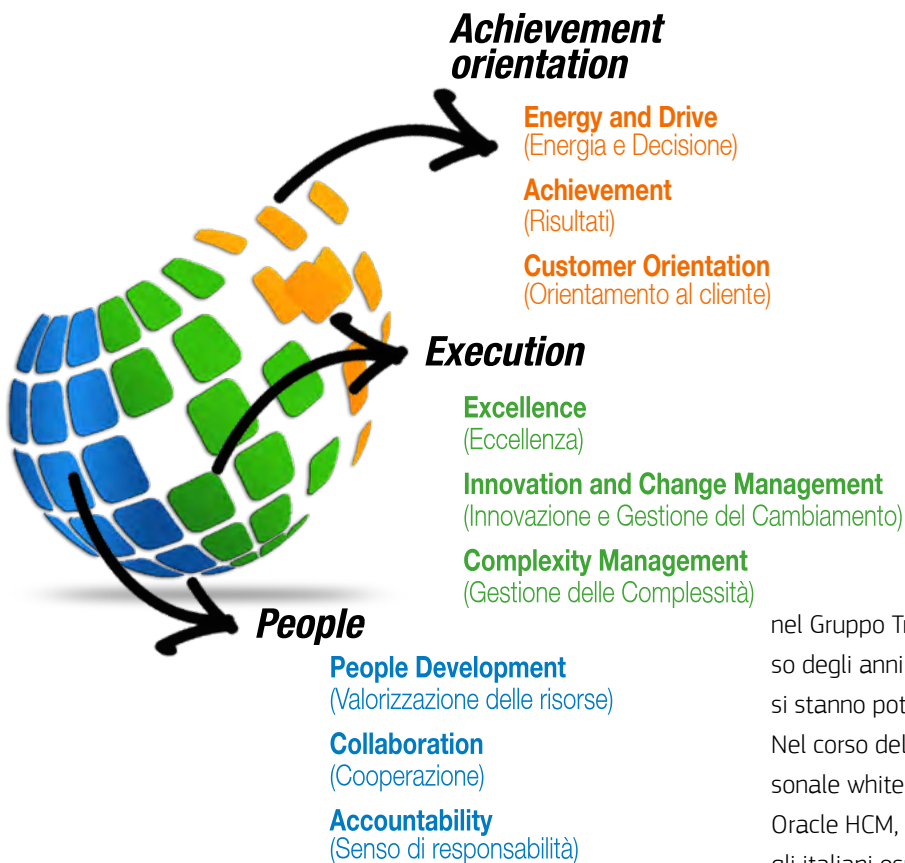 Achievement
orientation
Energy and Drive
(Energia e Decisione)
Achievement
(Risultati)
Customer Orientation
(Orientamento al cliente)
Execution
Excellence
(Eccellenza)
Innovation and Change Management
(Innovazione e Gestione del Cambiamento)
Complexity Management
(Gestione delle Complessità)
People
People Development
(Valorizzazione delle risorse)
Collaboration
(Cooperazione)
Accountability
(Senso di responsabilità)
nel Gruppo
so degli anni
si stanno
Nel corso
sonale white
Oracle HCM,
gli italiani